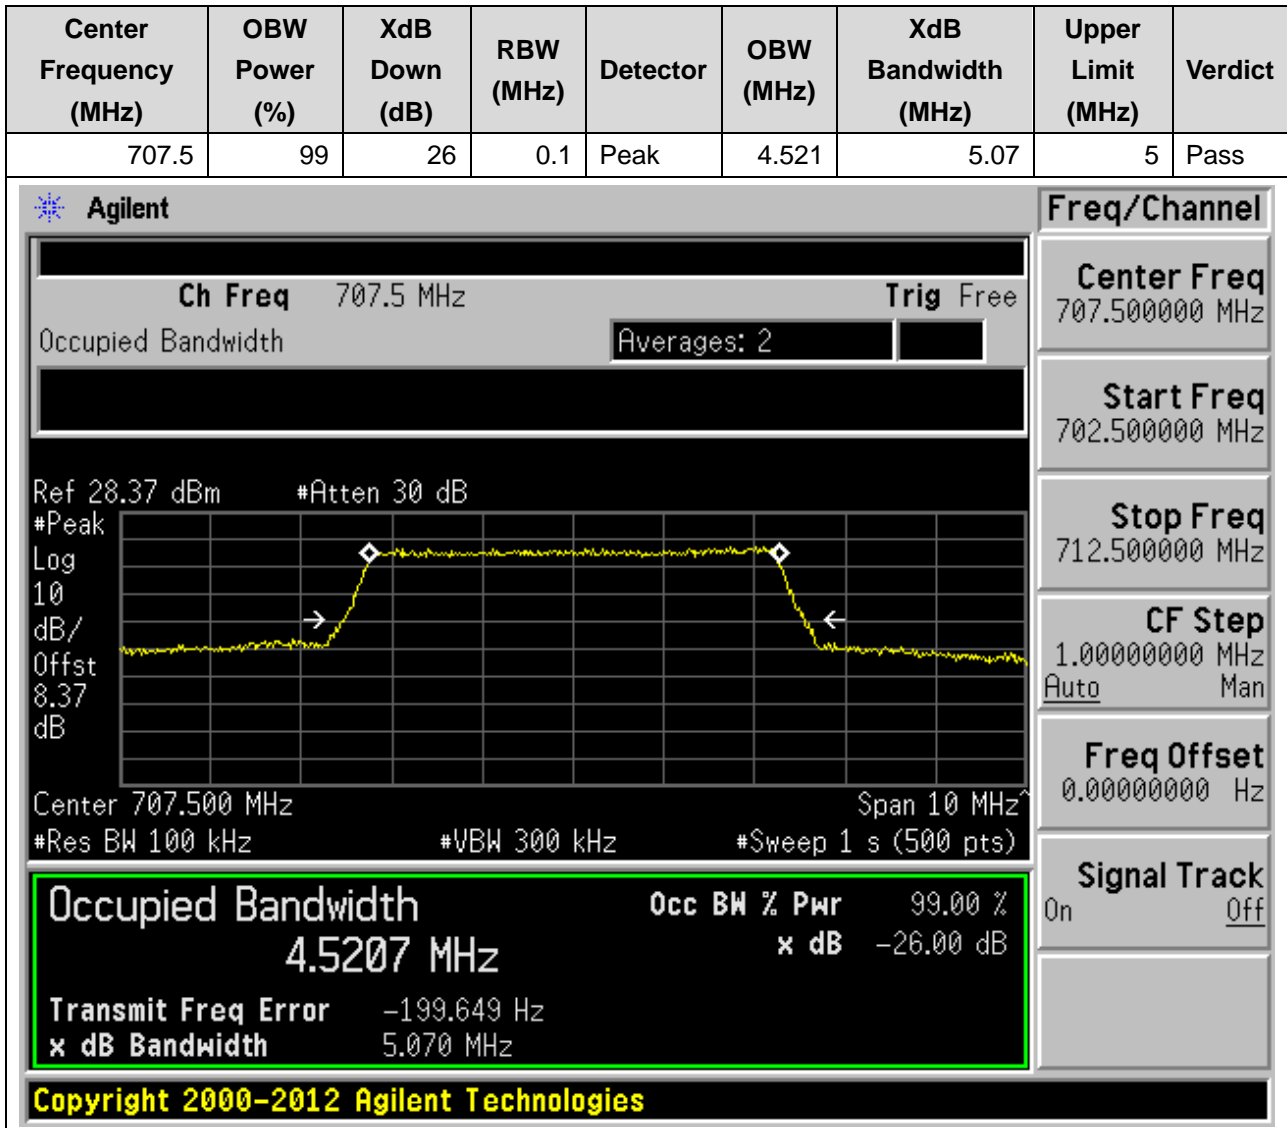 Center Frequency (MHz) OBW Power (%) XdB Down (dB) RBW (MHz) Detector OBW (MHz) XdB Bandwidth (MHz) Upper Limit (MHz) Verdict
707.5 99 26 0.1 Peak 4.521 5.07 5 Pass
Agilent
Freq/Channel
Ch Freq 707.5 MHz Trig Free
Occupied Bandwidth Averages: 2
Center Freq
707.500000 MHz
Start Freq
702.500000 MHz
Stop Freq
712.500000 MHz
CF Step
1.00000000 MHz
Auto Man
Freq Offset
0.00000000 Hz
Signal Track
On Off
Ref 28.37 dBm #Atten 30 dB
#Peak
Log
10
dB/
Offst
8.37
dB
Center 707.500 MHz Span 10 MHz^
#Res BW 100 kHz #VBW 300 kHz #Sweep 1 s (500 pts)
Occupied Bandwidth Occ BW % Pwr 99.00 %
4.5207 MHz x dB -26.00 dB
Transmit Freq Error -199.649 Hz
x dB Bandwidth 5.070 MHz
Copyright 2000-2012 Agilent Technologies